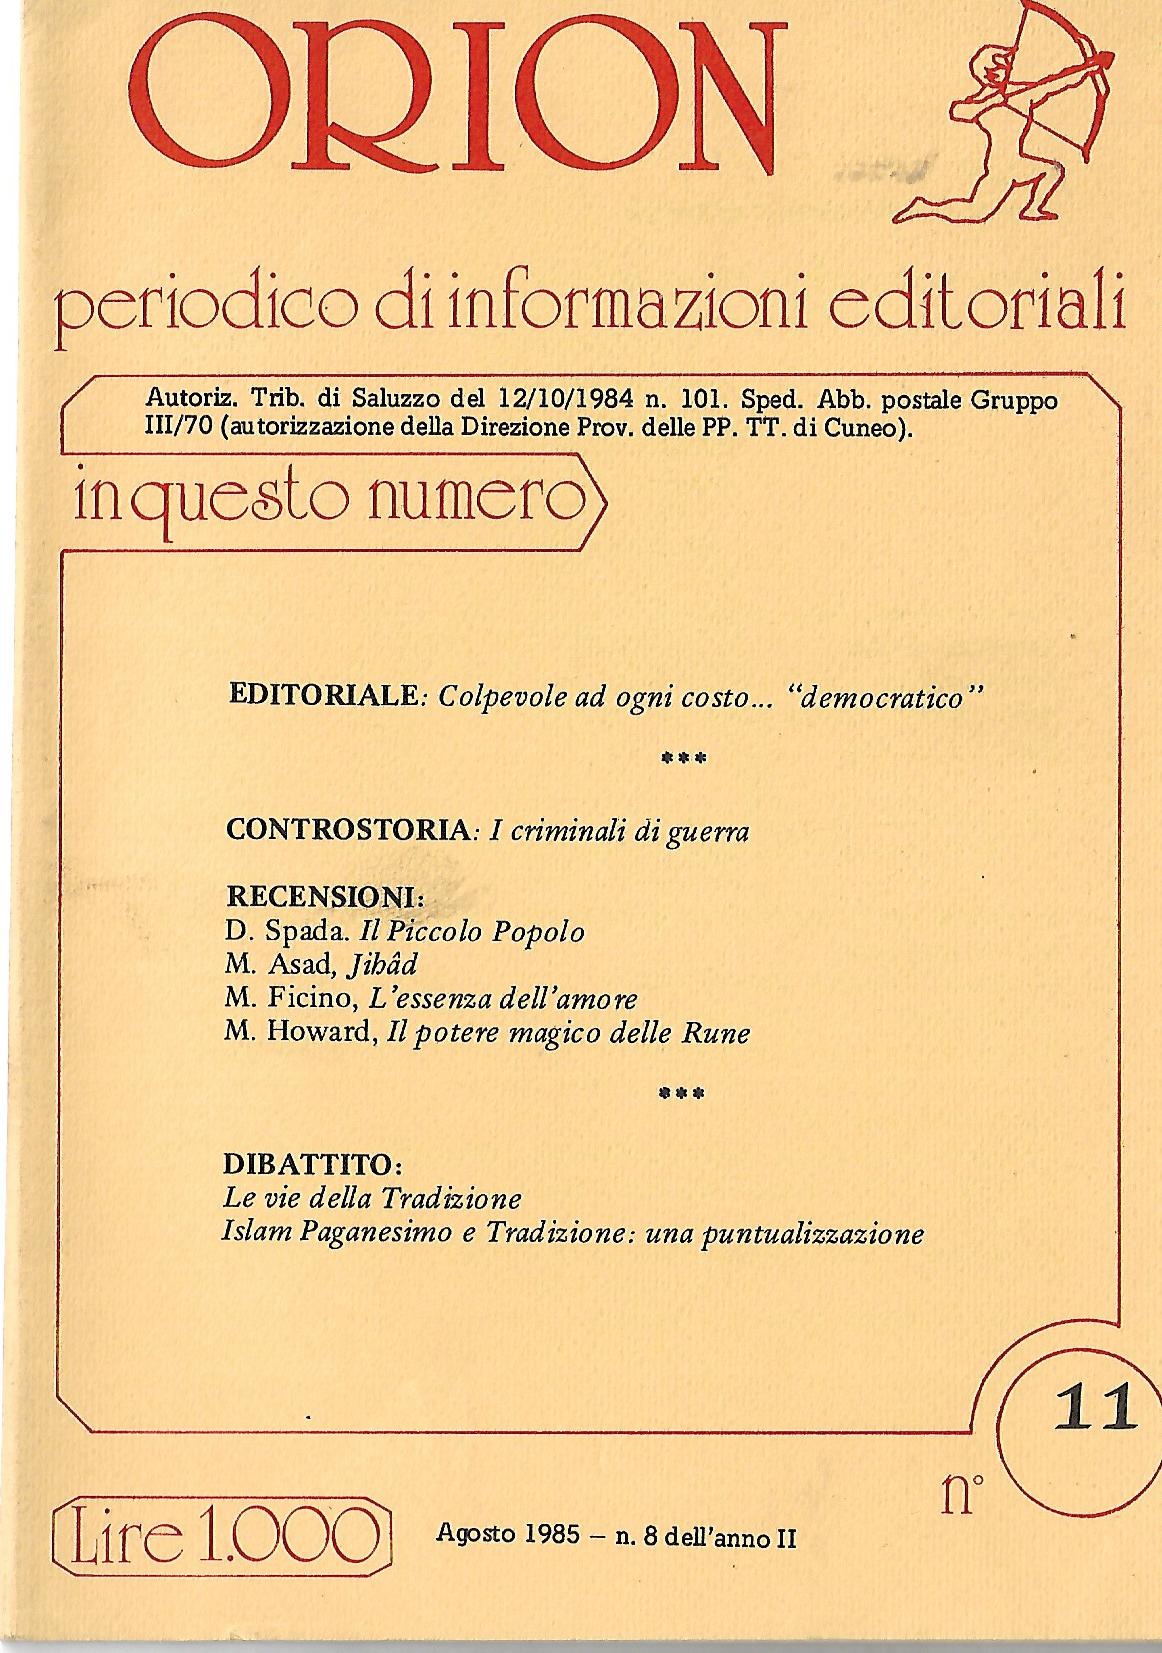 ORION
periodico di informazioni editoriali
Autoriz. Trib. di Saluzzo del 12/10/1984 n. 101. Sped. Abb. postale Gruppo
III/70 (autorizzazione della Direzione Prov. delle PP. TT. di Cuneo).
in questo numero
EDITORIALE: Colpevole ad ogni costo... “democratico”
***
CONTROSTORIA: I criminali di guerra
RECENSIONI:
D. Spada. Il Piccolo Popolo
M. Asad, Jihâd
M. Ficino, L'essenza dell'amore
M. Howard, Il potere magico delle Rune
***
DIBATTITO:
Le vie della Tradizione
Islam Paganesimo e Tradizione: una puntualizzazione
n° 11
Lire 1.000
Agosto 1985 – n. 8 dell'anno II